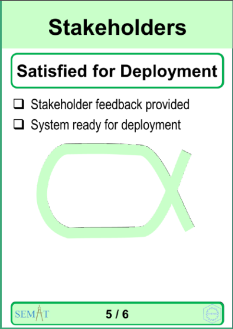 Stakeholders
Satisfied for Deployment
❑ Stakeholder feedback provided
❑ System ready for deployment
SEMAT
5 / 6